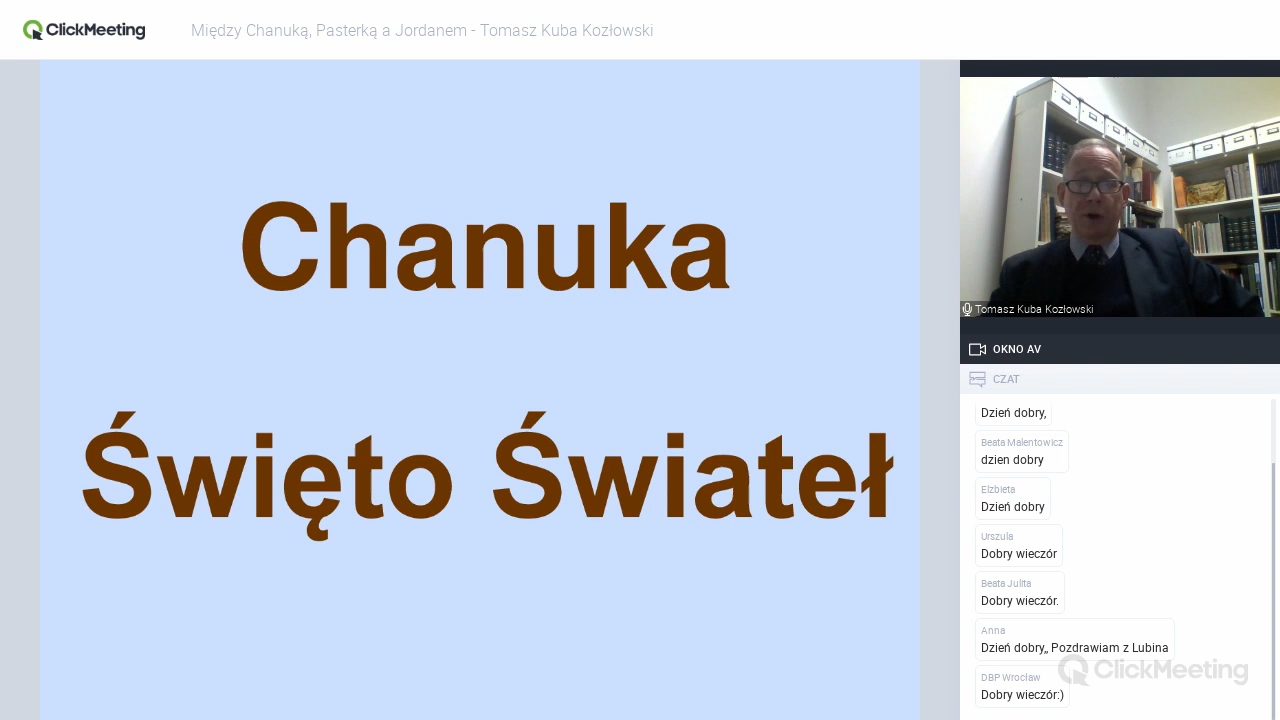 ClickMeeting
Między Chanuką, Pasterką a Jordanem - Tomasz Kuba Kozłowski
Chanuka
Święto Świateł
Tomasz Kuba Kozłowski
OKNO AV
CZAT
Dzień dobry,
Beata Malentowicz
dzien dobry
Elzbieta
Dzień dobry
Urszula
Dobry wieczór
Beata Julita
Dobry wieczór.
Anna
Dzień dobry,, Pozdrawiam z Lubina
ClickMeeting
DBP Wrocław
Dobry wieczór:)